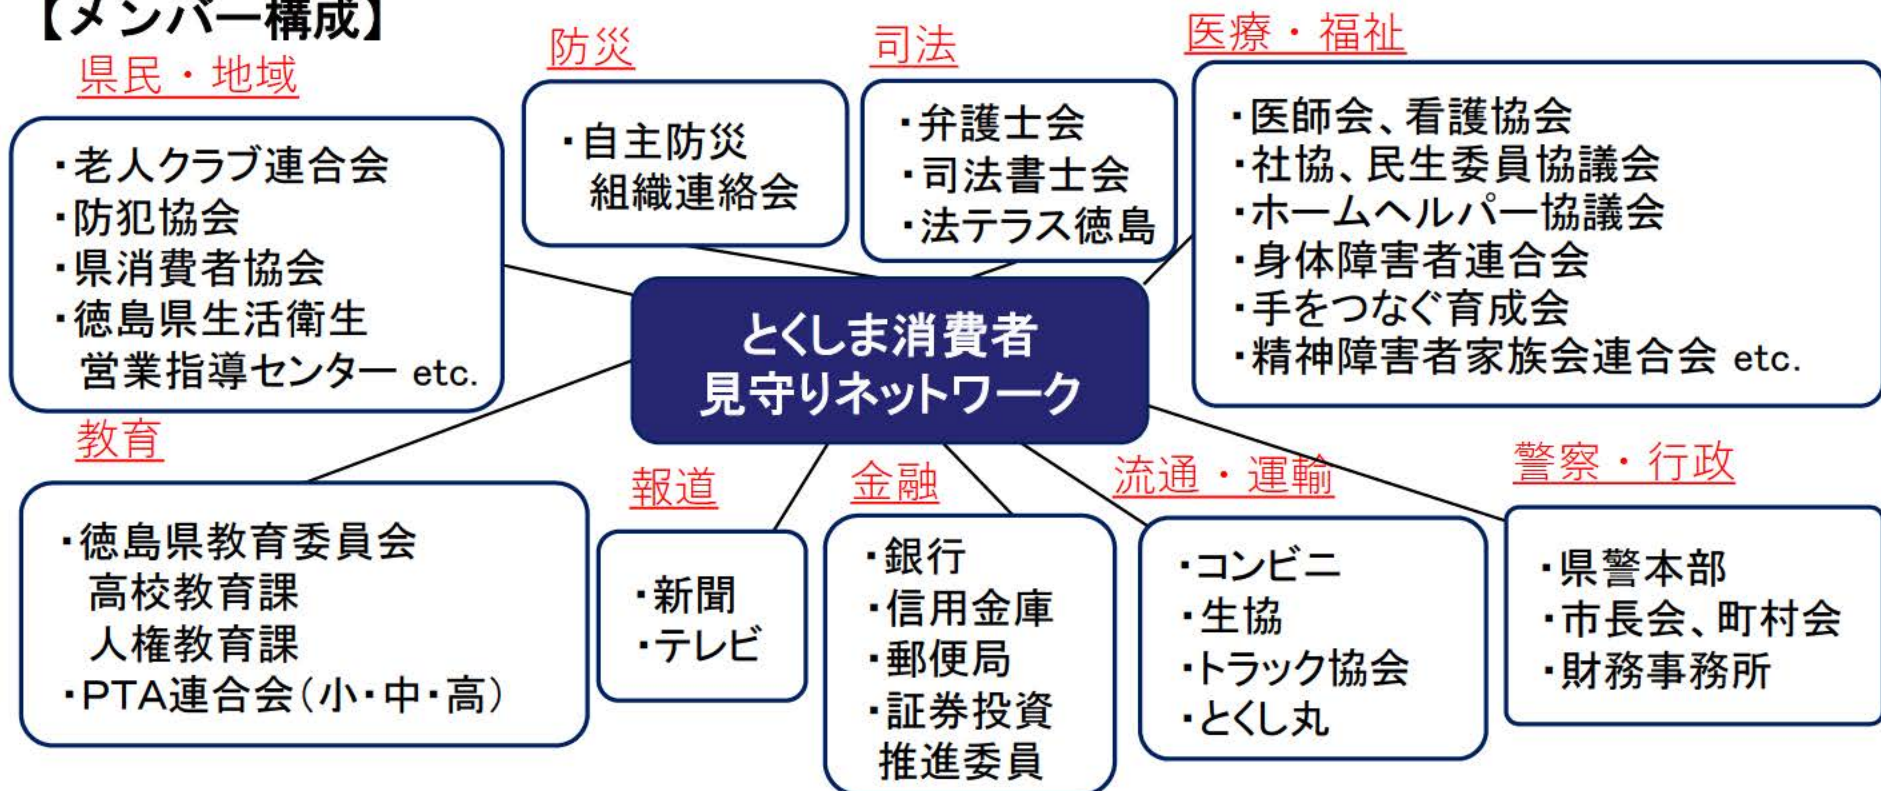 【メンバー構成】
県民・地域
・老人クラブ連合会
・防犯協会
・県消費者協会
・徳島県生活衛生
営業指導センター etc.
防災
・自主防災
組織連絡会
司法
・弁護士会
・司法書士会
・法テラス徳島
医療・福祉
・医師会、看護協会
・社協、民生委員協議会
・ホームヘルパー協議会
・身体障害者連合会
・手をつなぐ育成会
・精神障害者家族会連合会 etc.
とくしま消費者
見守りネットワーク
教育
・徳島県教育委員会
高校教育課
人権教育課
・PTA連合会(小・中・高)
報道
・新聞
・テレビ
金融
・銀行
・信用金庫
・郵便局
・証券投資
推進委員
流通・運輸
・コンビニ
・生協
・トラック協会
・とくし丸
警察・行政
・県警本部
・市長会、町村会
・財務事務所